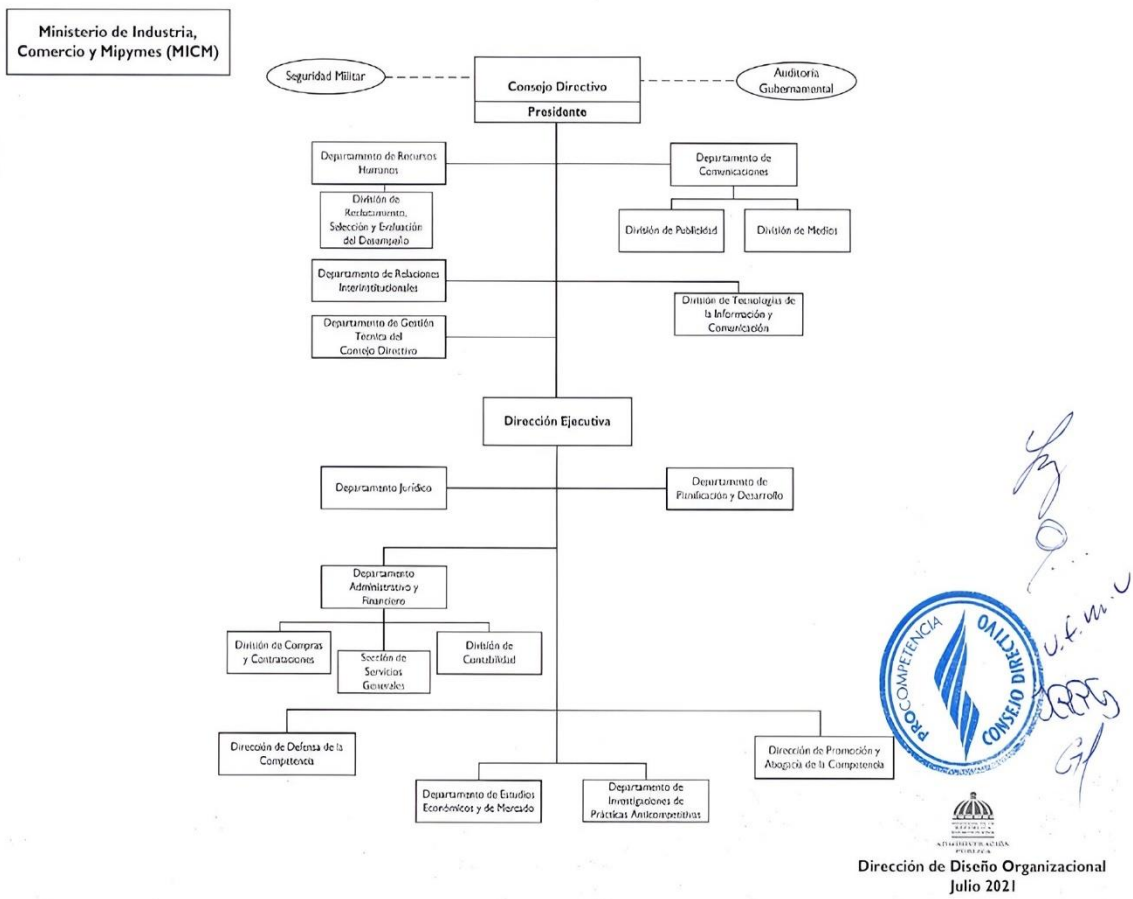 Ministerio de Industria,
Comercio y Mipymes (MICM)
Seguridad Militar
Consejo Directivo
Presidente
Auditoría
Gubernamental
Departamento de Recursos
Humanos
Departamento de
Comunicaciones
División de
Reclutamiento,
Selección y Evaluación
del Desempeño
División de Publicidad
División de Medios
Departamento de Relaciones
Interinstitucionales
División de Tecnologías de
la Información y
Comunicación
Departamento de Gestión
Técnica del
Consejo Directivo
Dirección Ejecutiva
Departamento Jurídico
Departamento de
Planificación y Desarrollo
Departamento
Administrativo y
Financiero
División de Compras
y Contrataciones
Sección de
Servicios
Generales
División de
Contabilidad
Dirección de Defensa de la
Competencia
Dirección de Promoción y
Abogacía de la Competencia
Departamento de Estudios
Económicos y de Mercado
Departamento de
Investigaciones de
Prácticas Anticompetitivas
PROCOMPETENCIA
CONSEJO DIRECTIVO
ADMINISTRACIÓN
PÚBLICA
Dirección de Diseño Organizacional
Julio 2021